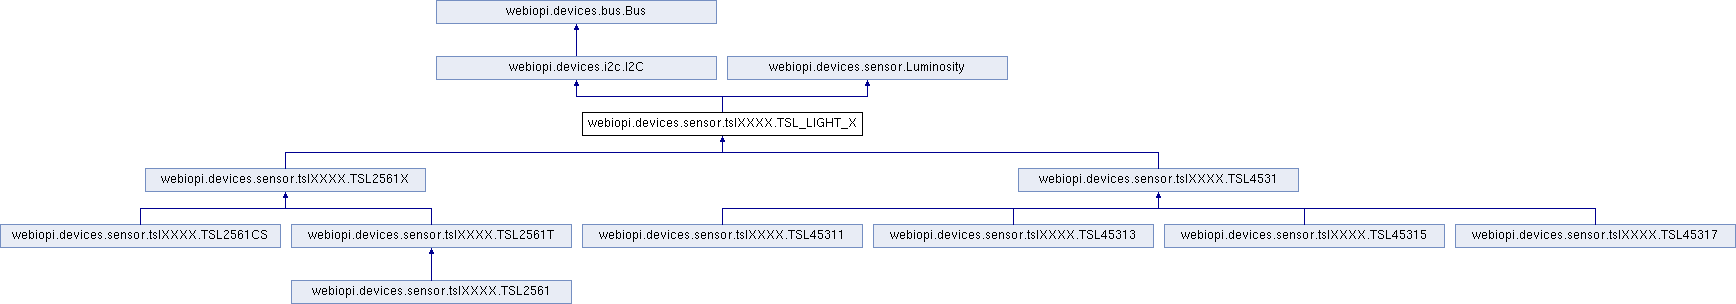 webiopi.devices.bus.Bus
webiopi.devices.i2c.I2C
webiopi.devices.sensor.Luminosity
webiopi.devices.sensor.tslXXXX.TSL_LIGHT_X
webiopi.devices.sensor.tslXXXX.TSL2561X
webiopi.devices.sensor.tslXXXX.TSL4531
webiopi.devices.sensor.tslXXXX.TSL2561CS
webiopi.devices.sensor.tslXXXX.TSL2561T
webiopi.devices.sensor.tslXXXX.TSL45311
webiopi.devices.sensor.tslXXXX.TSL45313
webiopi.devices.sensor.tslXXXX.TSL45315
webiopi.devices.sensor.tslXXXX.TSL45317
webiopi.devices.sensor.tslXXXX.TSL2561